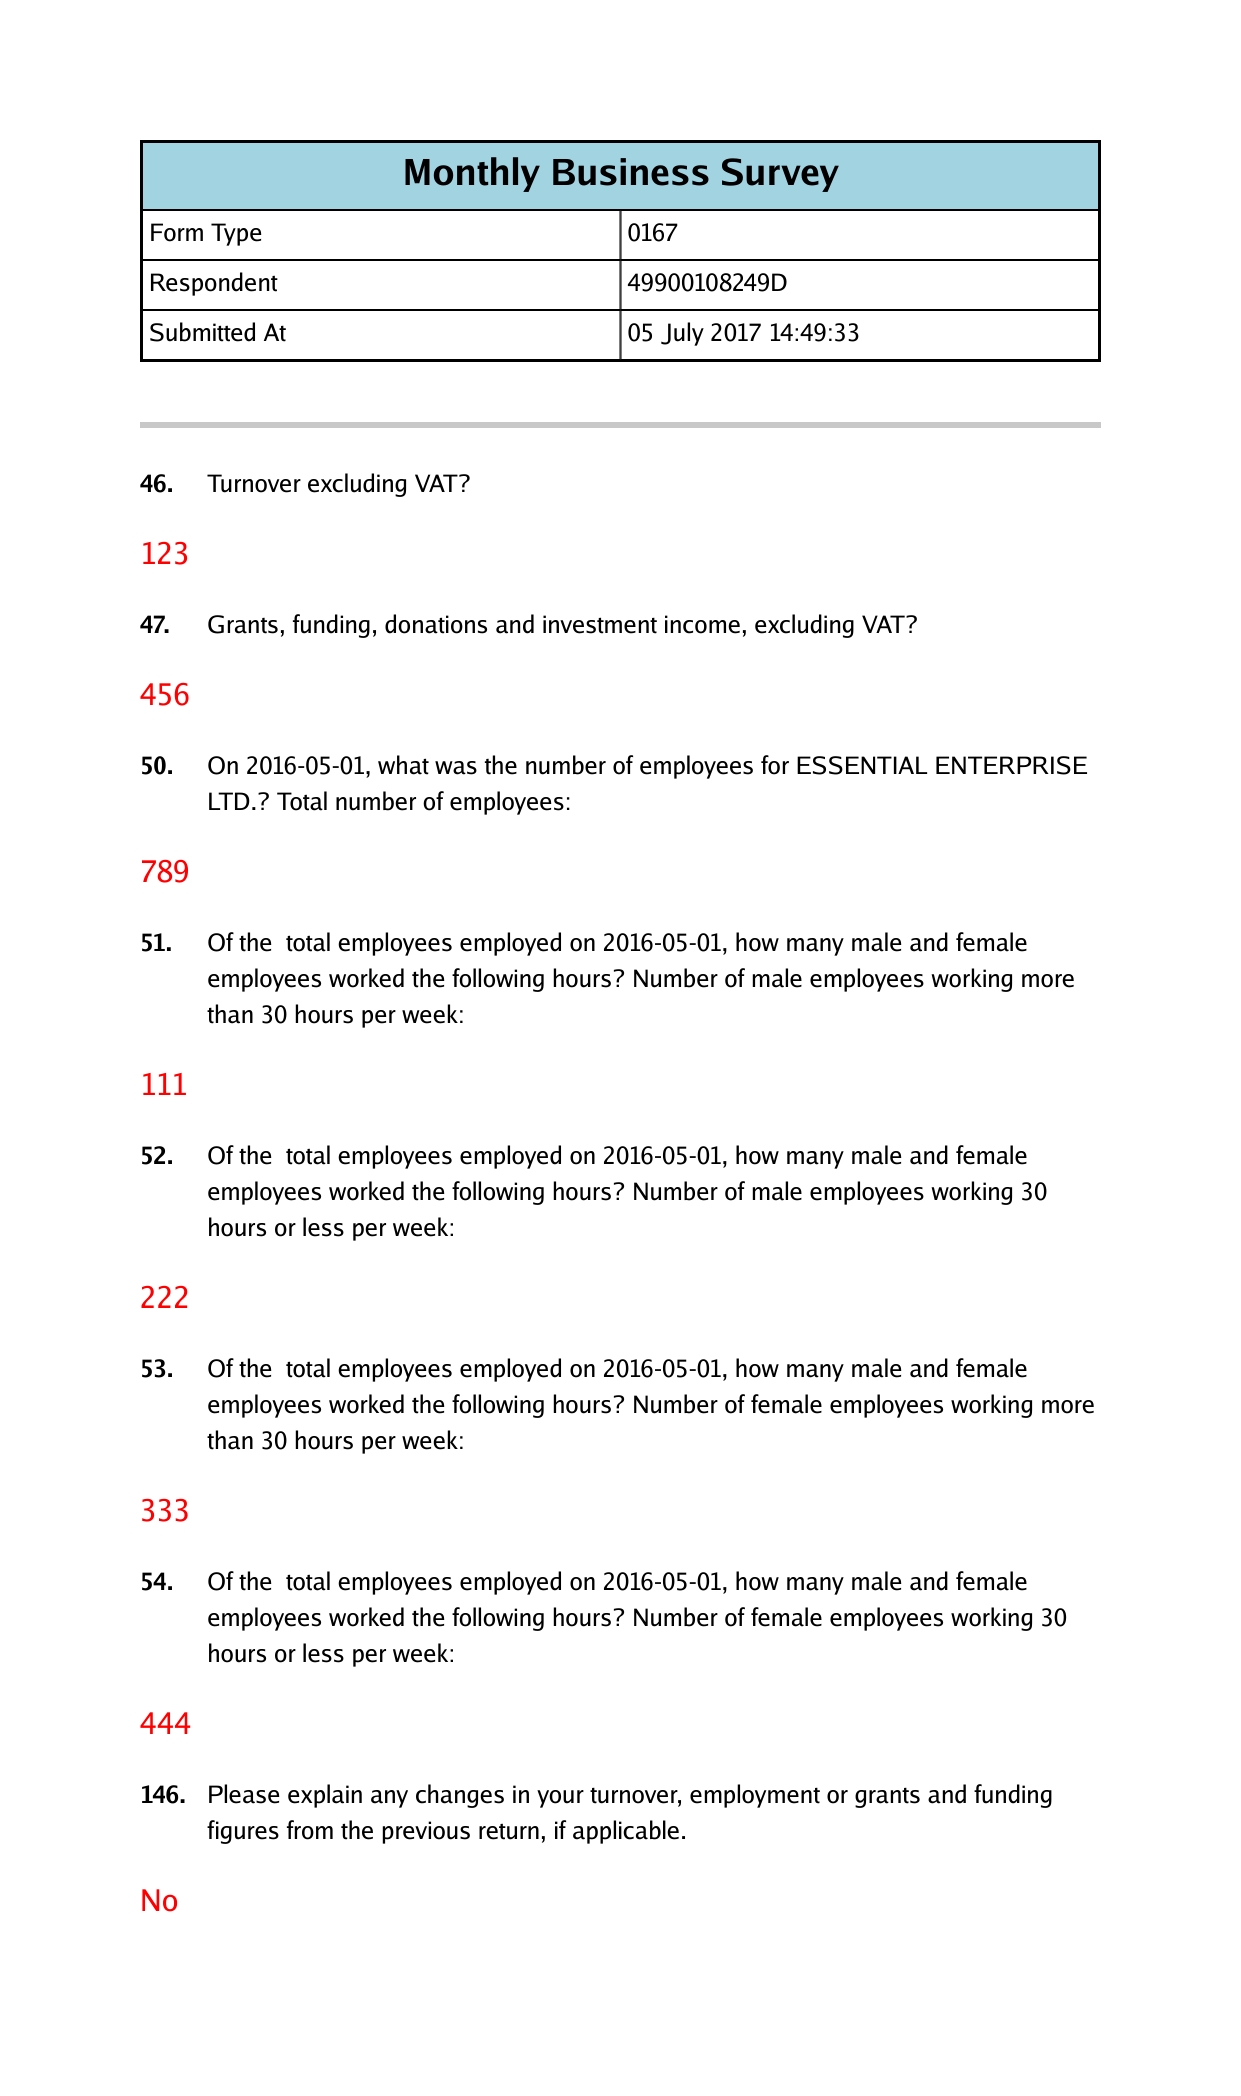 Monthly Business Survey
Form Type 0167
Respondent 49900108249D
Submitted At 05 July 2017 14:49:33
46. Turnover excluding VAT?
123
47. Grants, funding, donations and investment income, excluding VAT?
456
50. On 2016-05-01, what was the number of employees for ESSENTIAL ENTERPRISE
LTD.? Total number of employees:
789
51. Of the  total employees employed on 2016-05-01, how many male and female
employees worked the following hours? Number of male employees working more
than 30 hours per week:
111
52. Of the  total employees employed on 2016-05-01, how many male and female
employees worked the following hours? Number of male employees working 30
hours or less per week:
222
53. Of the  total employees employed on 2016-05-01, how many male and female
employees worked the following hours? Number of female employees working more
than 30 hours per week:
333
54. Of the  total employees employed on 2016-05-01, how many male and female
employees worked the following hours? Number of female employees working 30
hours or less per week:
444
146. Please explain any changes in your turnover, employment or grants and funding
figures from the previous return, if applicable.
No